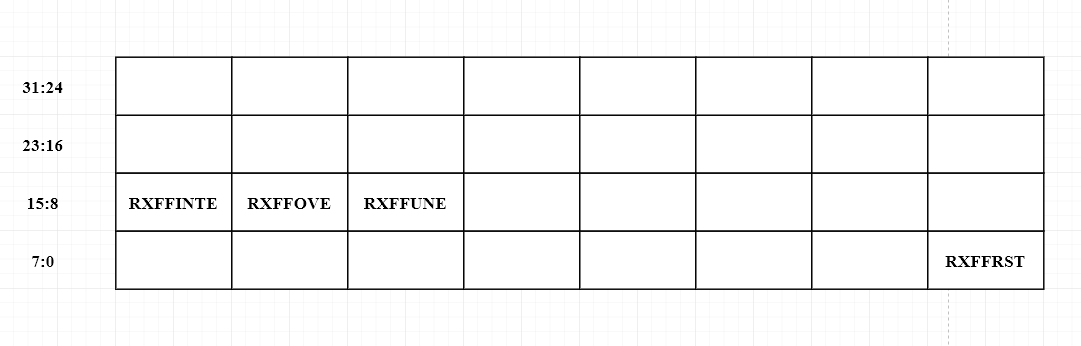 31:24
23:16
15:8 RXFFINTE RXFFOVE RXFFUNE
7:0 RXFFRST